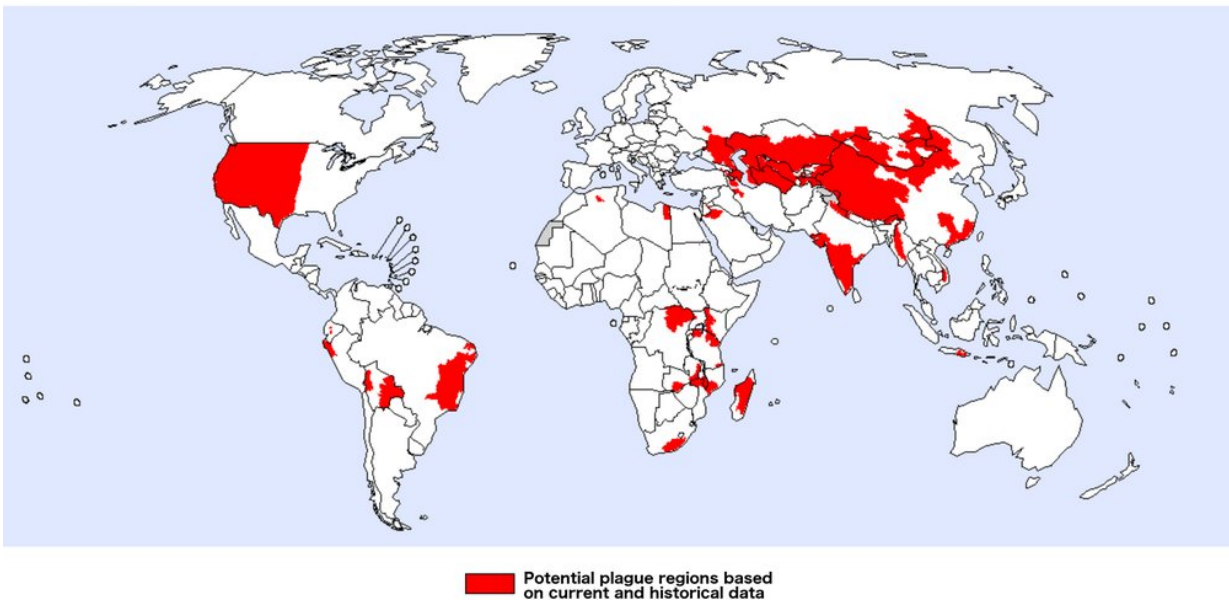 Potential plague regions based
on current and historical data